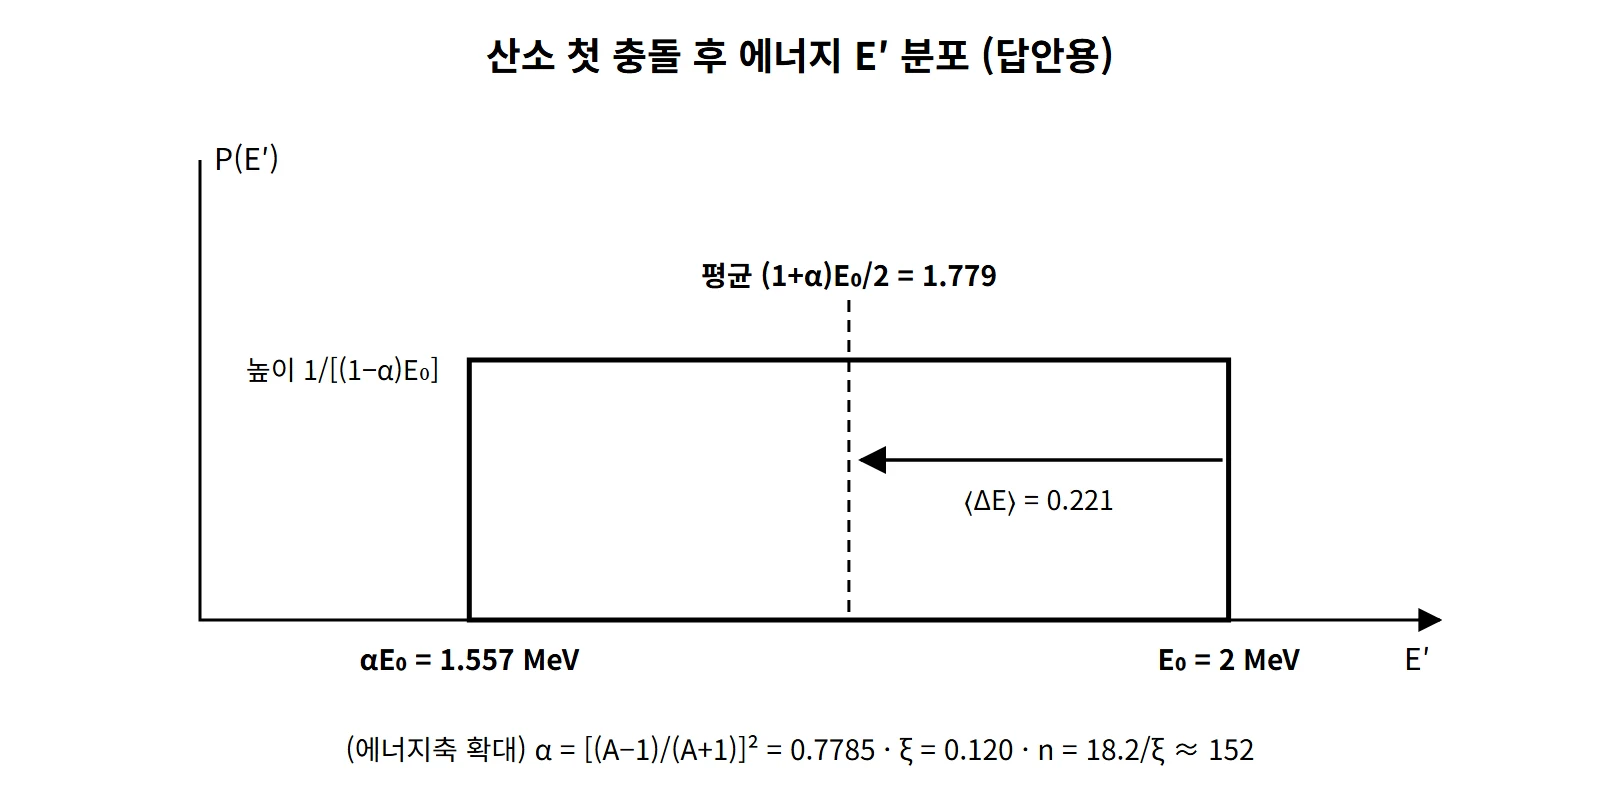 산소 첫 충돌 후 에너지 E′ 분포 (답안용)
P(E′)
평균 (1+α)E₀/2 = 1.779
높이 1/[(1−α)E₀]
⟨ΔE⟩ = 0.221
αE₀ = 1.557 MeV
E₀ = 2 MeV
E′
(에너지축 확대) α = [(A−1)/(A+1)]² = 0.7785 · ξ = 0.120 · n = 18.2/ξ ≈ 152